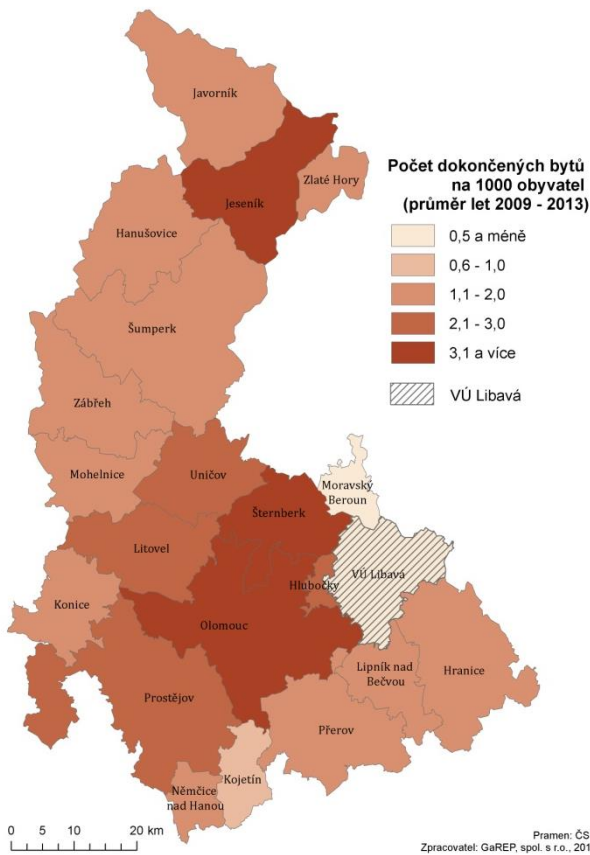 Javorník
Jeseník
Zlaté Hory
Hanušovice
Šumperk
Zábřeh
Mohelnice
Uničov
Moravský
Beroun
Šternberk
Litovel
Hlubočky
VÚ Libavá
Konice
Olomouc
Lipník nad
Bečvou
Hranice
Prostějov
Přerov
Kojetín
Němčice
nad Hanou
Počet dokončených bytů
na 1000 obyvatel
(průměr let 2009 - 2013)
0,5 a méně
0,6 - 1,0
1,1 - 2,0
2,1 - 3,0
3,1 a více
VÚ Libavá
0 5 10 20 km
Pramen: ČS
Zpracovatel: GaREP, spol. s r.o., 201